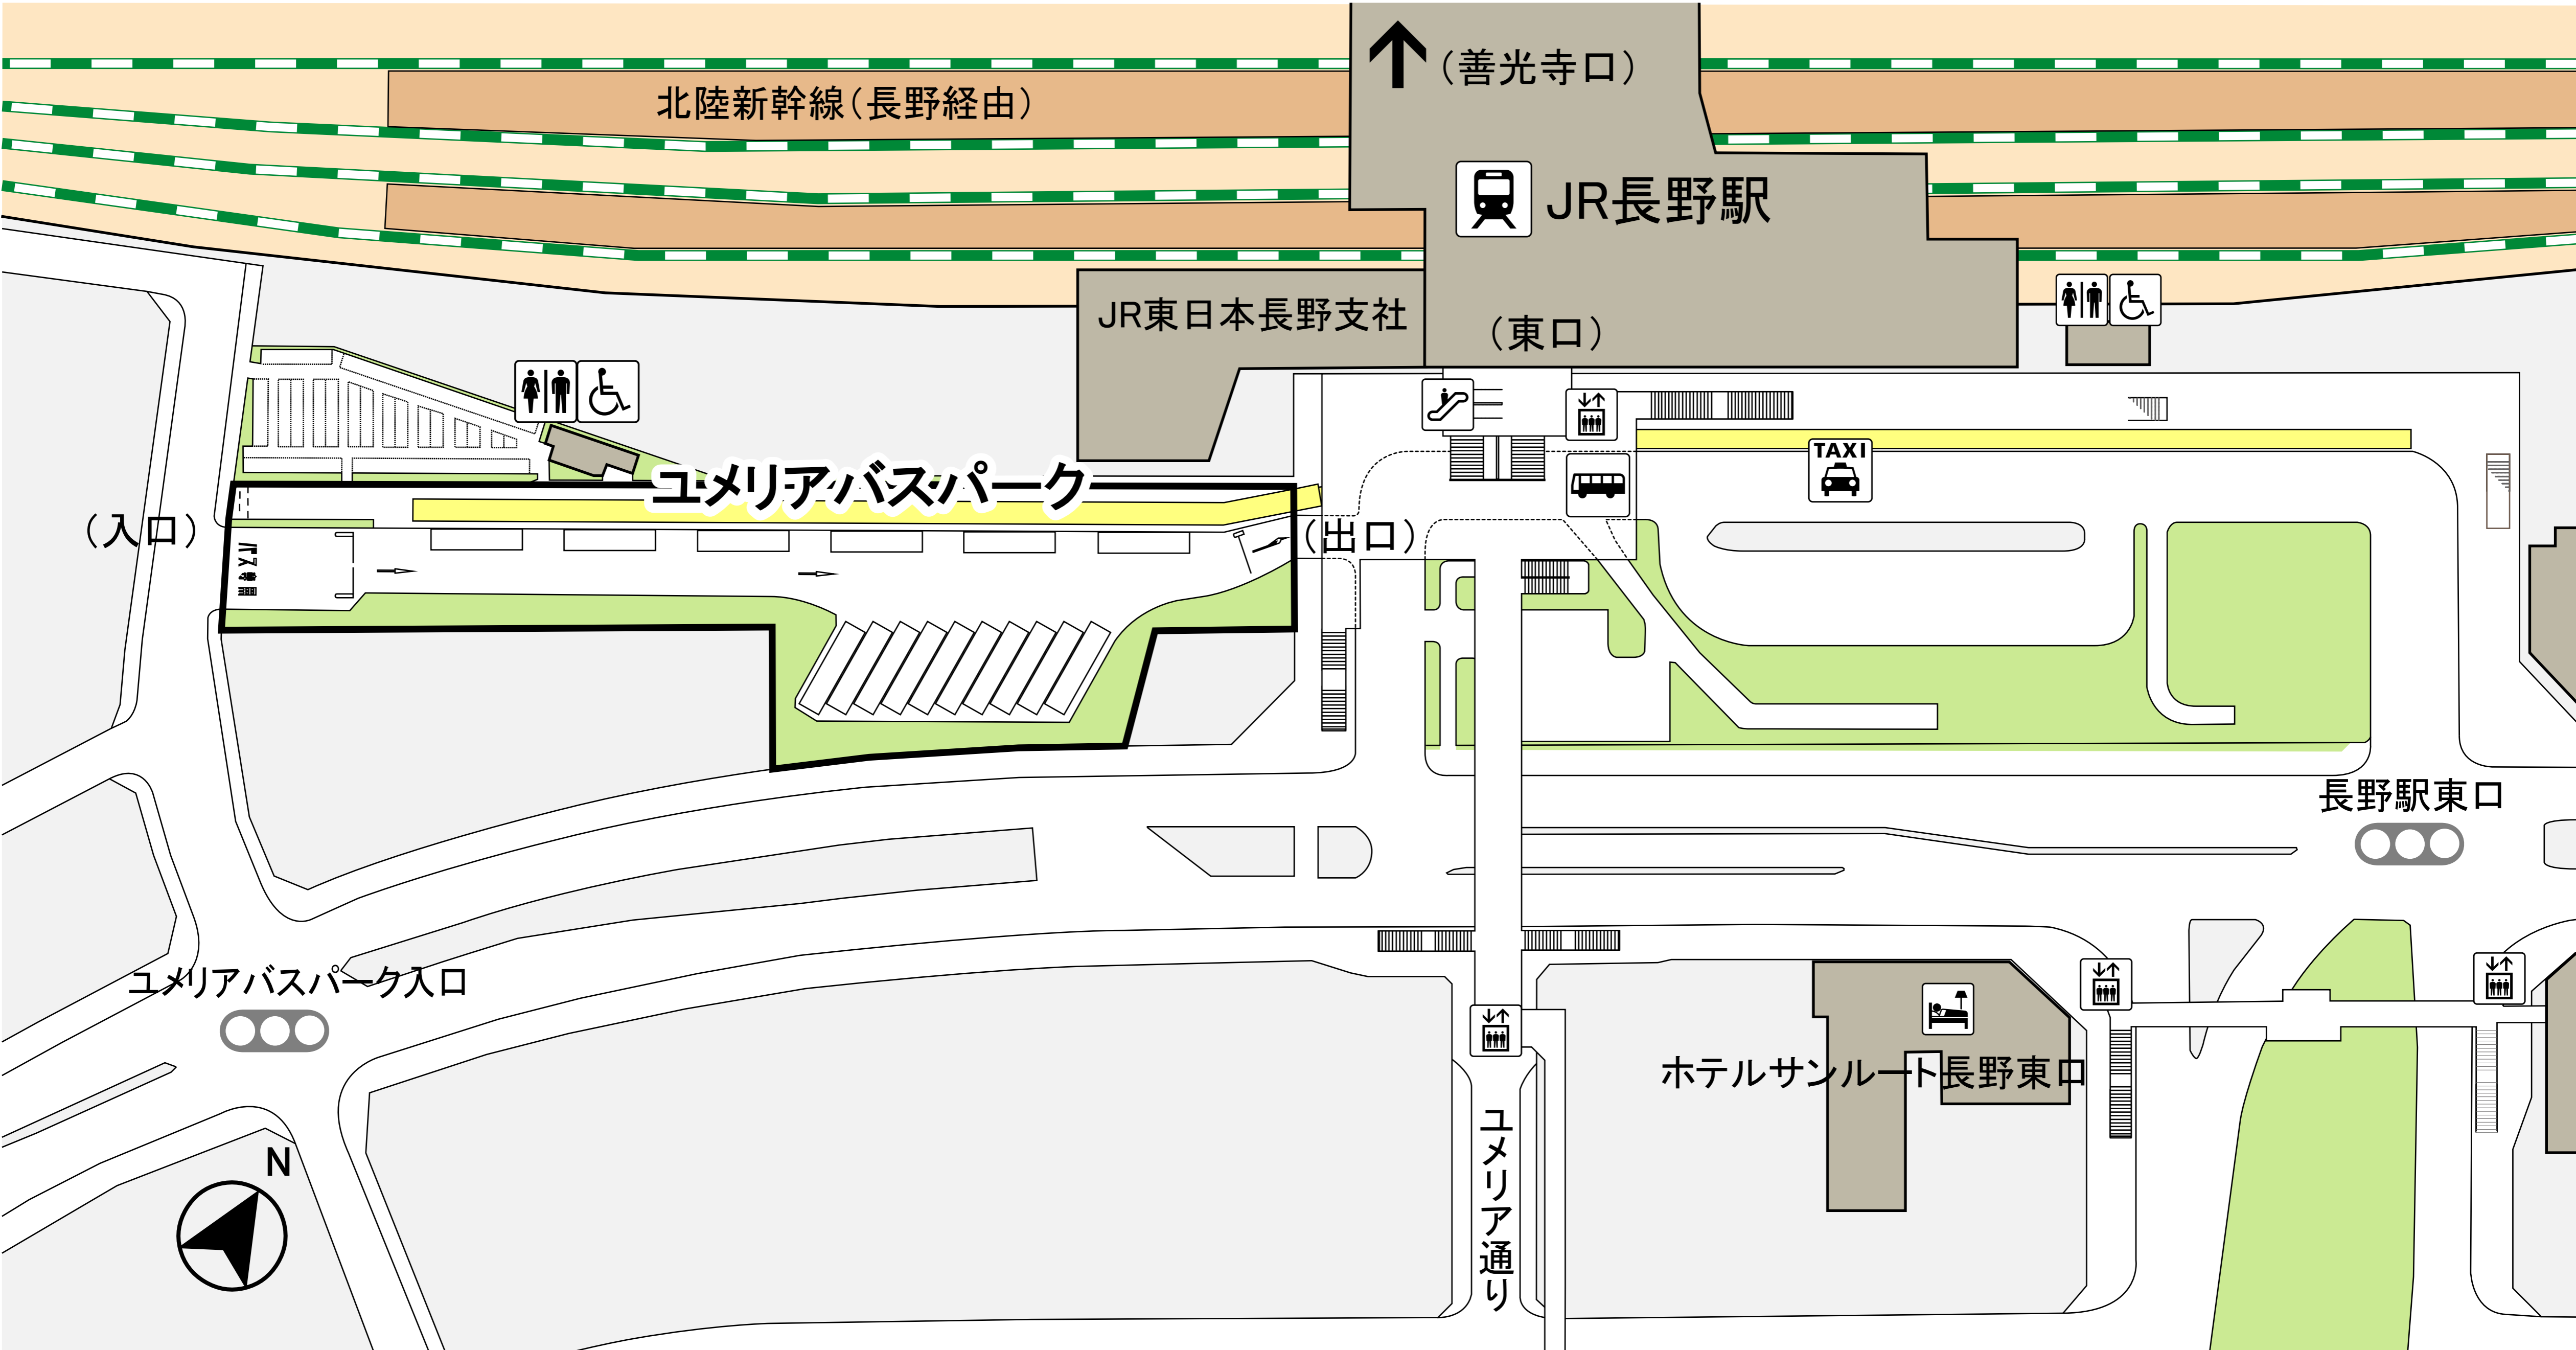 (善光寺口)
北陸新幹線(長野経由)
JR長野駅
JR東日本長野支社
(東口)
TAXI
ユメリアバスパーク
(入口)
(出口)
バス専用
長野駅東口
ユメリアバスパーク入口
ホテルサンルート長野東口
ユメリア通り
N